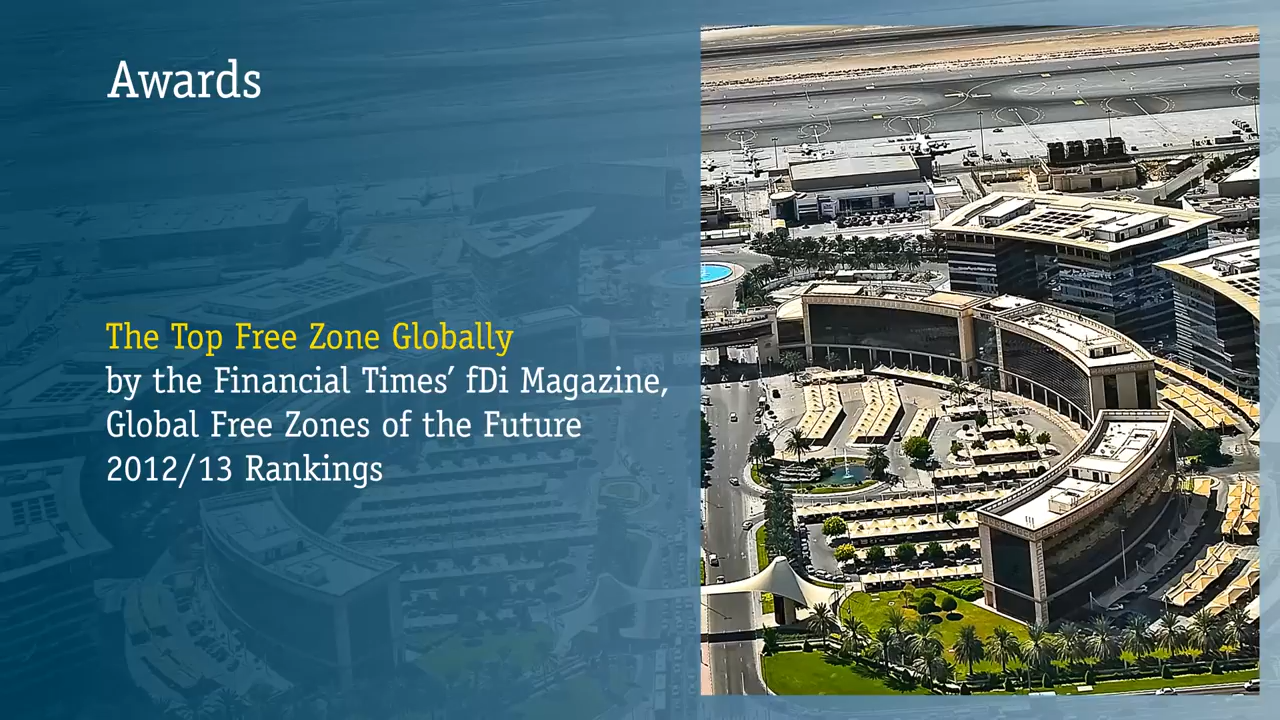 Awards
The Top Free Zone Globally
by the Financial Times’ fDi Magazine,
Global Free Zones of the Future
2012/13 Rankings